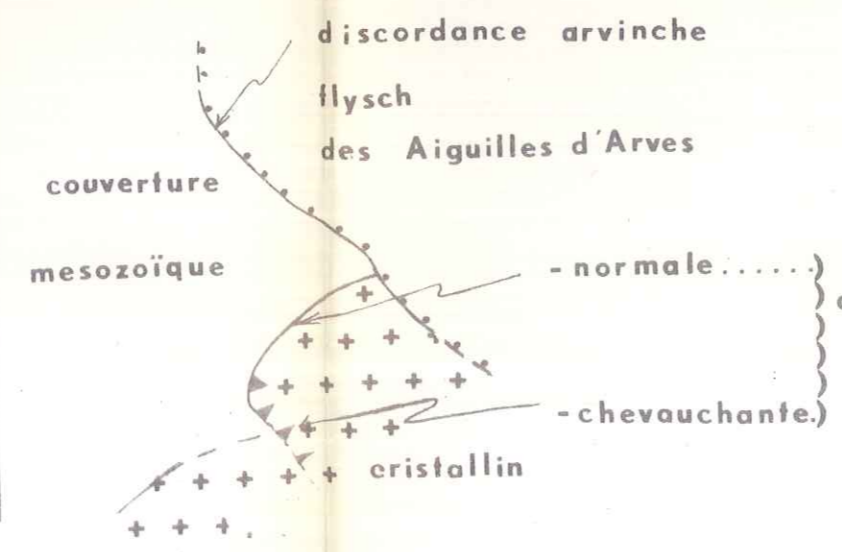 discordance arvinche
flysch
des Aiguilles d'Arves
couverture
mesozoïque
-normale......)
-chevauchante.)
cristallin